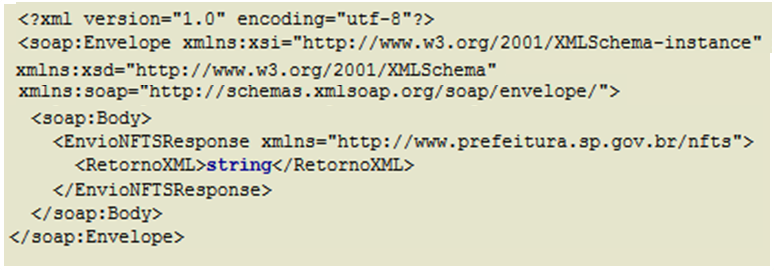 <?xml version="1.0" encoding="utf-8"?>
<soap:Envelope xmlns:xsi="http://www.w3.org/2001/XMLSchema-instance"
xmlns:xsd="http://www.w3.org/2001/XMLSchema"
xmlns:soap="http://schemas.xmlsoap.org/soap/envelope/">
<soap:Body>
<EnvioNFTSResponse xmlns="http://www.prefeitura.sp.gov.br/nfts">
<RetornoXML>string</RetornoXML>
</EnvioNFTSResponse>
</soap:Body>
</soap:Envelope>